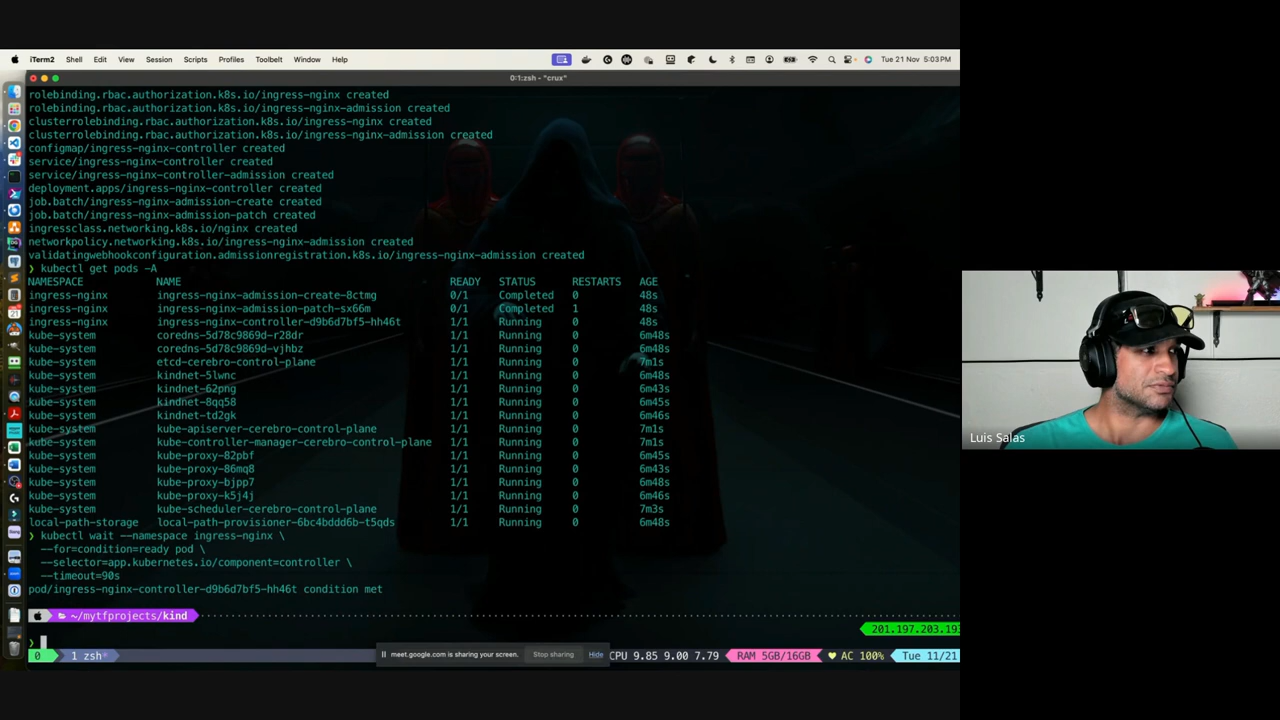 iTerm2 Shell Edit View Session Scripts Profiles Toolbelt Window Help Tue 21 Nov 5:03PM
0:1:zsh - "crux"
rolebinding.rbac.authorization.k8s.io/ingress-nginx created
rolebinding.rbac.authorization.k8s.io/ingress-nginx-admission created
clusterrolebinding.rbac.authorization.k8s.io/ingress-nginx created
clusterrolebinding.rbac.authorization.k8s.io/ingress-nginx-admission created
configmap/ingress-nginx-controller created
service/ingress-nginx-controller created
service/ingress-nginx-controller-admission created
deployment.apps/ingress-nginx-controller created
job.batch/ingress-nginx-admission-create created
job.batch/ingress-nginx-admission-patch created
ingressclass.networking.k8s.io/nginx created
networkpolicy.networking.k8s.io/ingress-nginx-admission created
validatingwebhookconfiguration.admissionregistration.k8s.io/ingress-nginx-admission created
❯ kubectl get pods -A
NAMESPACE NAME READY STATUS RESTARTS AGE
ingress-nginx ingress-nginx-admission-create-8ctmg 0/1 Completed 0 48s
ingress-nginx ingress-nginx-admission-patch-sx66m 0/1 Completed 1 48s
ingress-nginx ingress-nginx-controller-d9b6d7bf5-hh46t 1/1 Running 0 48s
kube-system coredns-5d78c9869d-r28dr 1/1 Running 0 6m48s
kube-system coredns-5d78c9869d-vjhbz 1/1 Running 0 6m48s
kube-system etcd-cerebro-control-plane 1/1 Running 0 7m1s
kube-system kindnet-5lwnc 1/1 Running 0 6m48s
kube-system kindnet-62png 1/1 Running 0 6m43s
kube-system kindnet-8qq58 1/1 Running 0 6m45s
kube-system kindnet-td2gk 1/1 Running 0 6m46s
kube-system kube-apiserver-cerebro-control-plane 1/1 Running 0 7m1s
kube-system kube-controller-manager-cerebro-control-plane 1/1 Running 0 7m1s
kube-system kube-proxy-82pbf 1/1 Running 0 6m45s
kube-system kube-proxy-86mq8 1/1 Running 0 6m43s
kube-system kube-proxy-bjpp7 1/1 Running 0 6m48s
kube-system kube-proxy-k5j4j 1/1 Running 0 6m46s
kube-system kube-scheduler-cerebro-control-plane 1/1 Running 0 7m3s
local-path-storage local-path-provisioner-6bc4bddd6b-t5qds 1/1 Running 0 6m48s
❯ kubectl wait --namespace ingress-nginx \
--for=condition=ready pod \
--selector=app.kubernetes.io/component=controller \
--timeout=90s
pod/ingress-nginx-controller-d9b6d7bf5-hh46t condition met
~/mytfprojects/kind
201.197.203.193
❯
0 1 zsh* meet.google.com is sharing your screen. Stop sharing Hide CPU 9.85 9.00 7.79 RAM 5GB/16GB ♥ AC 100% Tue 11/21
Luis Salas